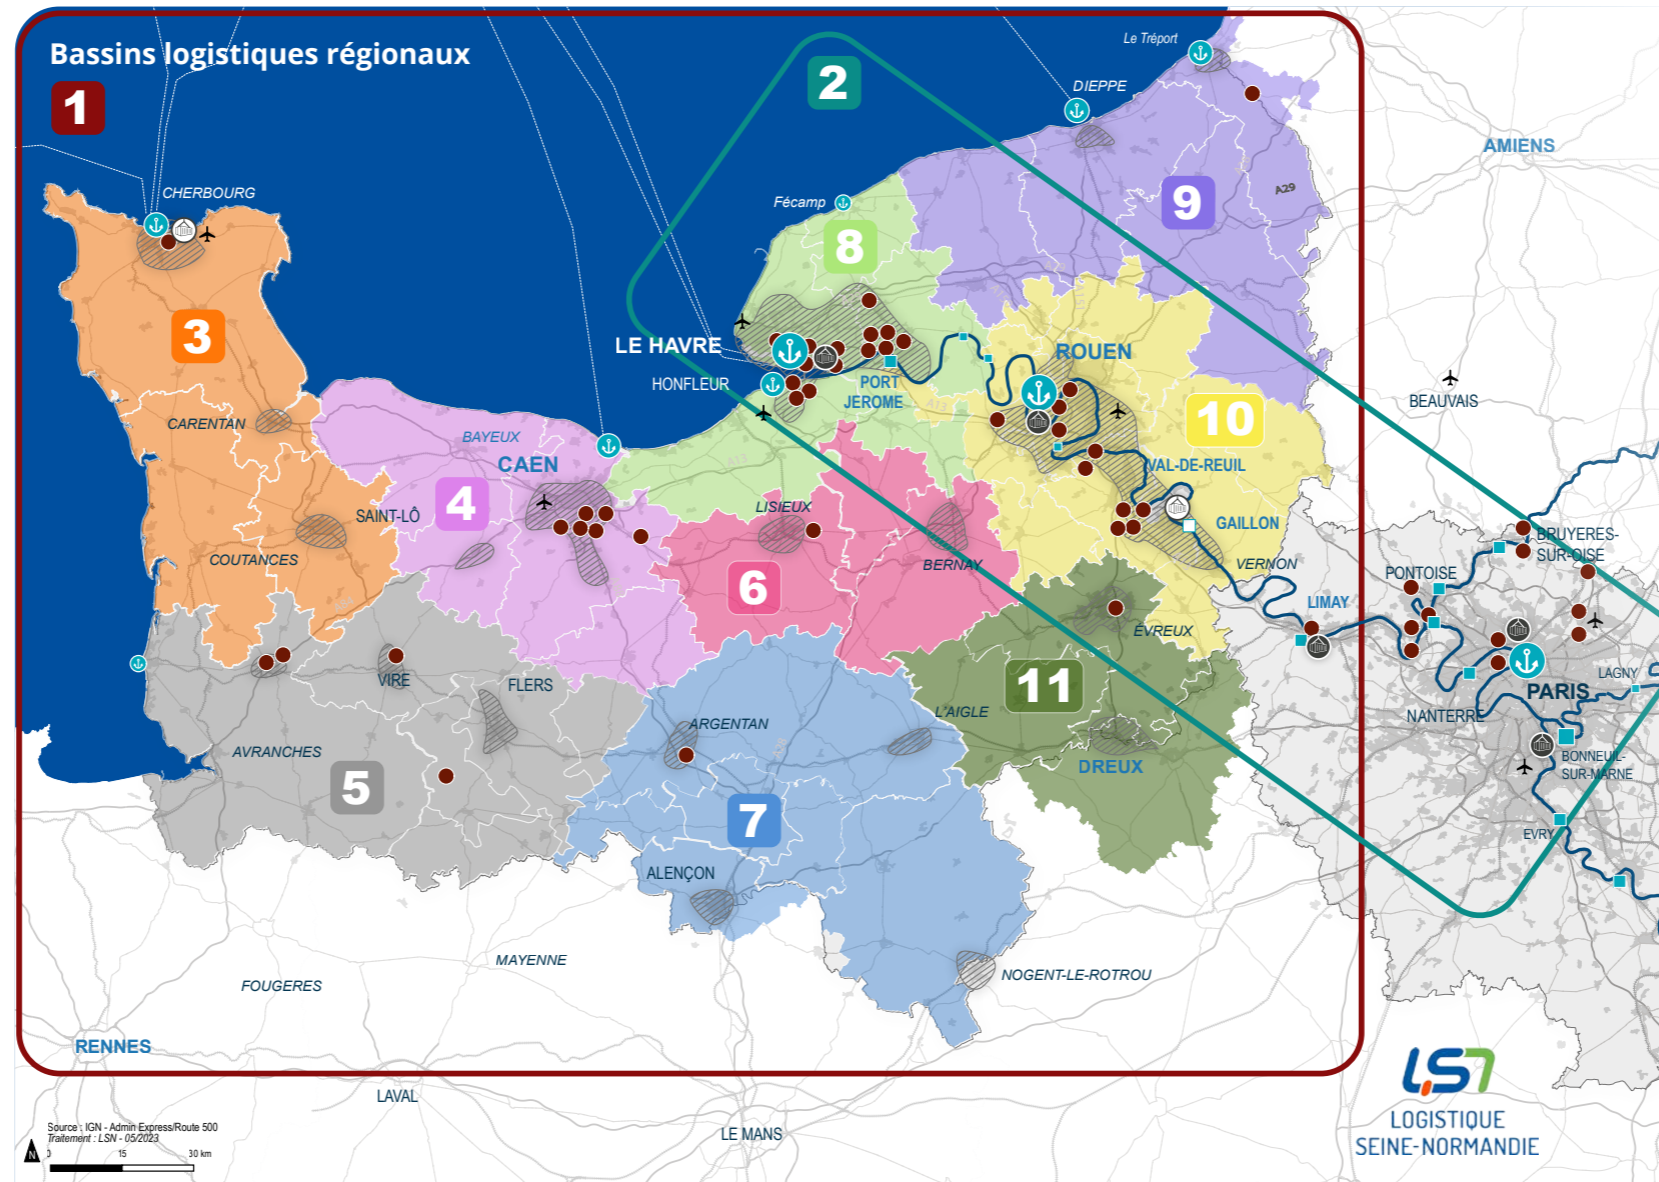 Bassins logistiques régionaux
1
2
Le Tréport
DIEPPE
AMIENS
CHERBOURG
9
A29
Fécamp
8
3
LE HAVRE
ROUEN
HONFLEUR
PORT
JEROME
BEAUVAIS
A13
10
CARENTAN
BAYEUX
CAEN
A13
VAL-DE-REUIL
4
SAINT-LÔ
LISIEUX
GAILLON
BRUYERES-
SUR-OISE
COUTANCES
6
BERNAY
VERNON
PONTOISE
LIMAY
ÉVREUX
VIRE
FLERS
11
LAGNY
PARIS
L'AIGLE
NANTERRE
ARGENTAN
AVRANCHES
DREUX
BONNEUIL-
SUR-MARNE
5
7
EVRY
ALENÇON
MAYENNE
NOGENT-LE-ROTROU
FOUGERES
RENNES
LSN
LAVAL
LOGISTIQUE
SEINE-NORMANDIE
LE MANS
Source : IGN - Admin Express/Route 500
Traitement : LSN - 05/2023
N
0 15 30 km